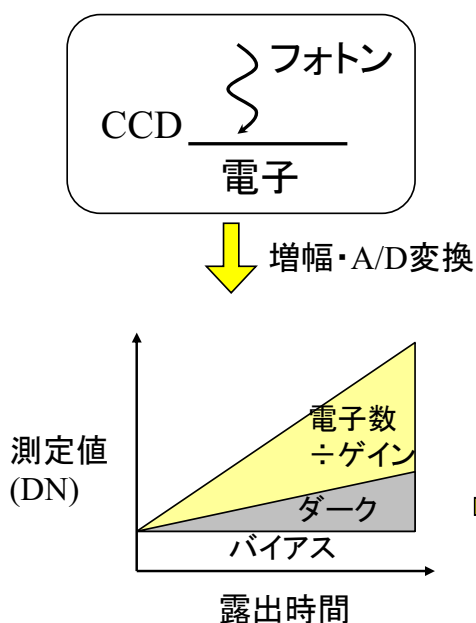 フォトン
CCD
電子
増幅・A/D変換
測定値
(DN)
電子数
÷ゲイン
ダーク
バイアス
露出時間